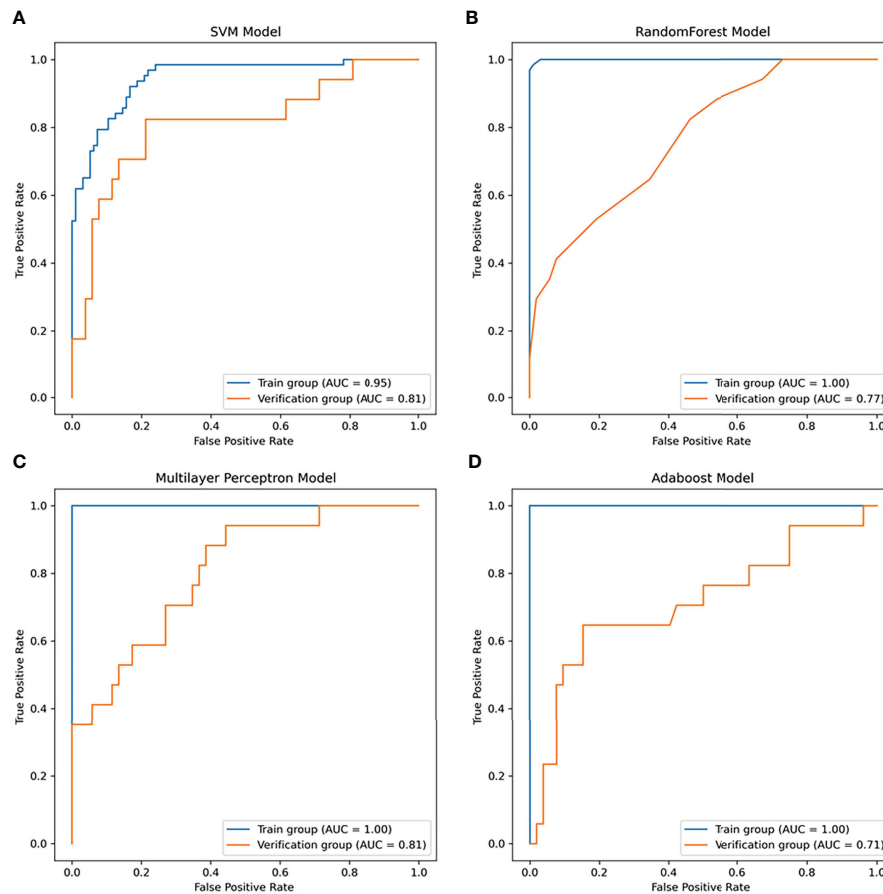 A
SVM Model
True Positive Rate
1.0
0.8
0.6
0.4
0.2
0.0
Train group (AUC = 0.95)
Verification group (AUC = 0.81)
0.0 0.2 0.4 0.6 0.8 1.0
False Positive Rate
B
RandomForest Model
True Positive Rate
1.0
0.8
0.6
0.4
0.2
0.0
Train group (AUC = 1.00)
Verification group (AUC = 0.77)
0.0 0.2 0.4 0.6 0.8 1.0
False Positive Rate
C
Multilayer Perceptron Model
True Positive Rate
1.0
0.8
0.6
0.4
0.2
0.0
Train group (AUC = 1.00)
Verification group (AUC = 0.81)
0.0 0.2 0.4 0.6 0.8 1.0
False Positive Rate
D
Adaboost Model
True Positive Rate
1.0
0.8
0.6
0.4
0.2
0.0
Train group (AUC = 1.00)
Verification group (AUC = 0.71)
0.0 0.2 0.4 0.6 0.8 1.0
False Positive Rate